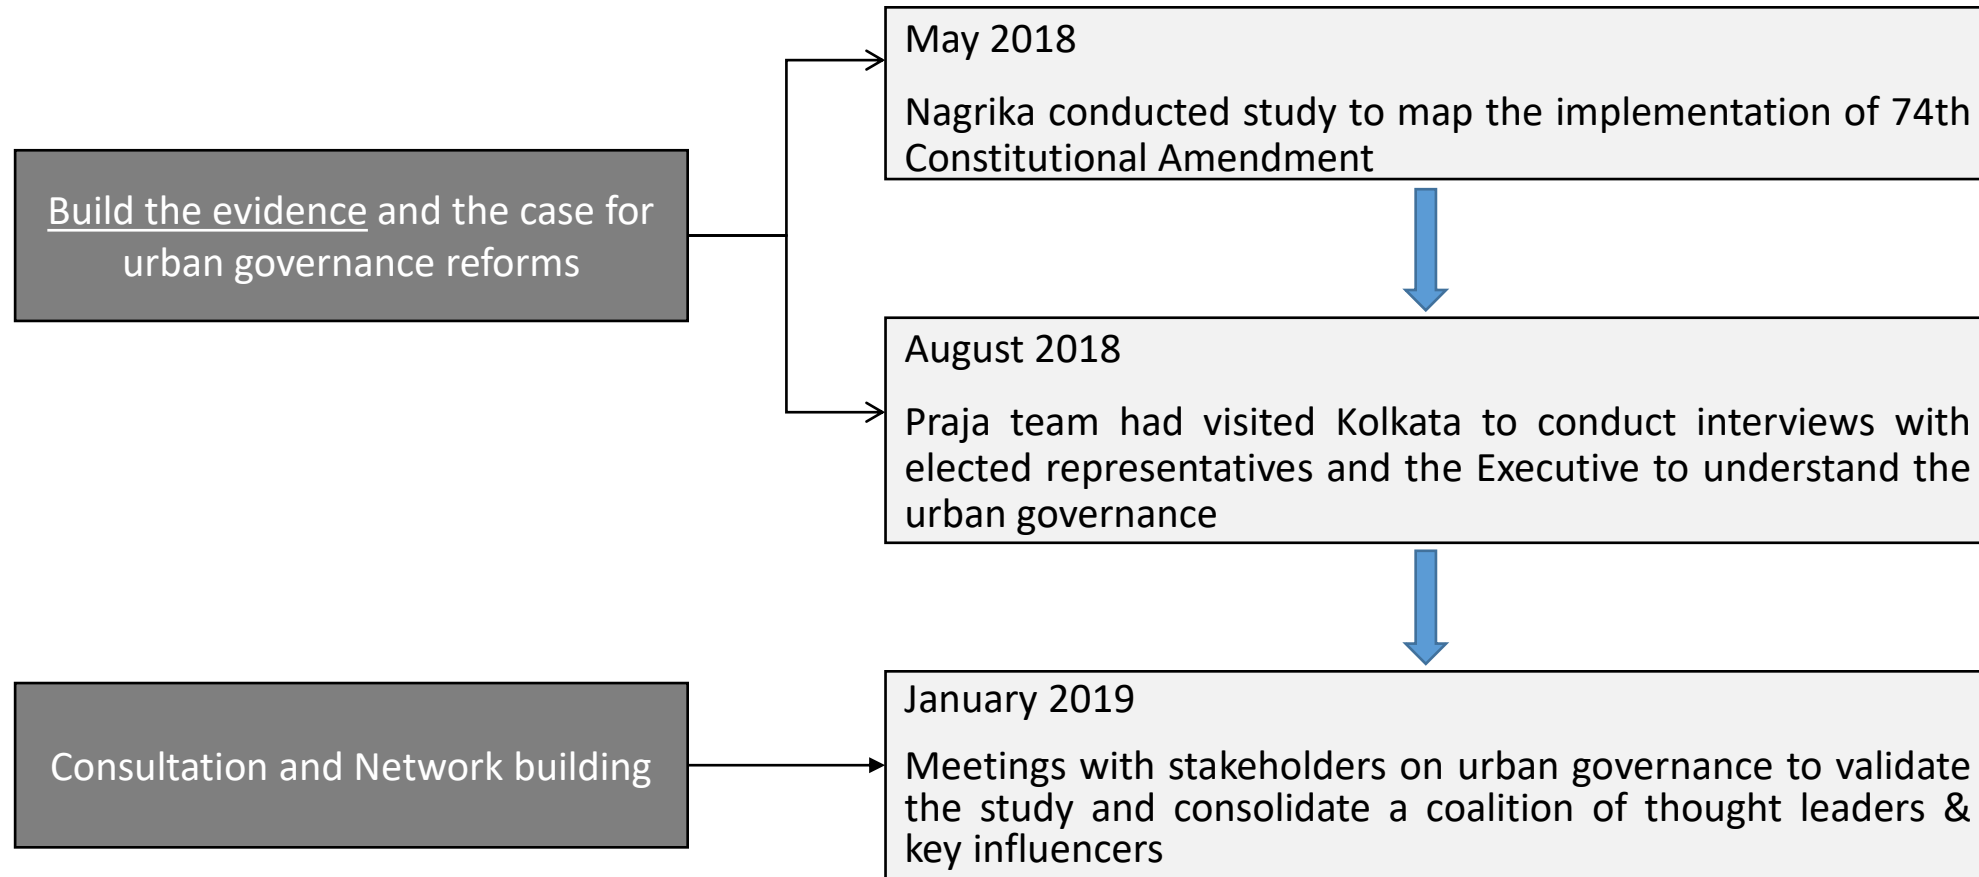 May 2018
Nagrika conducted study to map the implementation of 74th
Constitutional Amendment
Build the evidence and the case for
urban governance reforms
August 2018
Praja team had visited Kolkata to conduct interviews with
elected representatives and the Executive to understand the
urban governance
January 2019
Consultation and Network building
Meetings with stakeholders on urban governance to validate
the study and consolidate a coalition of thought leaders &
key influencers